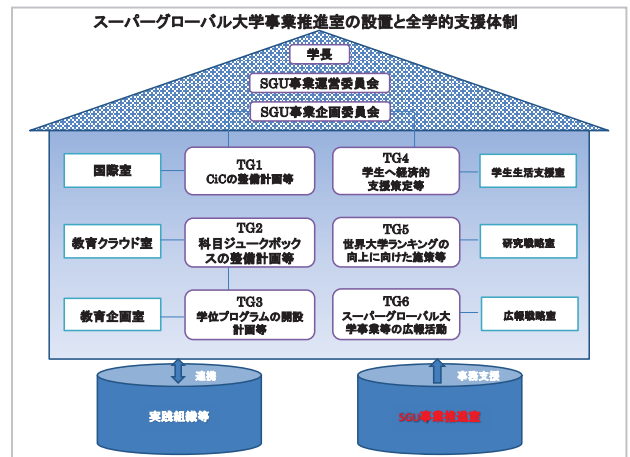 スーパーグローバル大学事業推進室の設置と全学的支援体制
学長
SGU事業運営委員会
SGU事業企画委員会
国際室
TG1
CiCの整備計画等
TG4
学生へ経済的
支援策定等
学生生活支援室
教育クラウド室
TG2
科目ジュークボック
スの整備計画等
TG5
世界大学ランキングの
向上に向けた施策等
研究戦略室
教育企画室
TG3
学位プログラムの開設
計画等
TG6
スーパーグローバル大
学事業等の広報活動
広報戦略室
連携
事務支援
実践組織等
SGU事業推進室